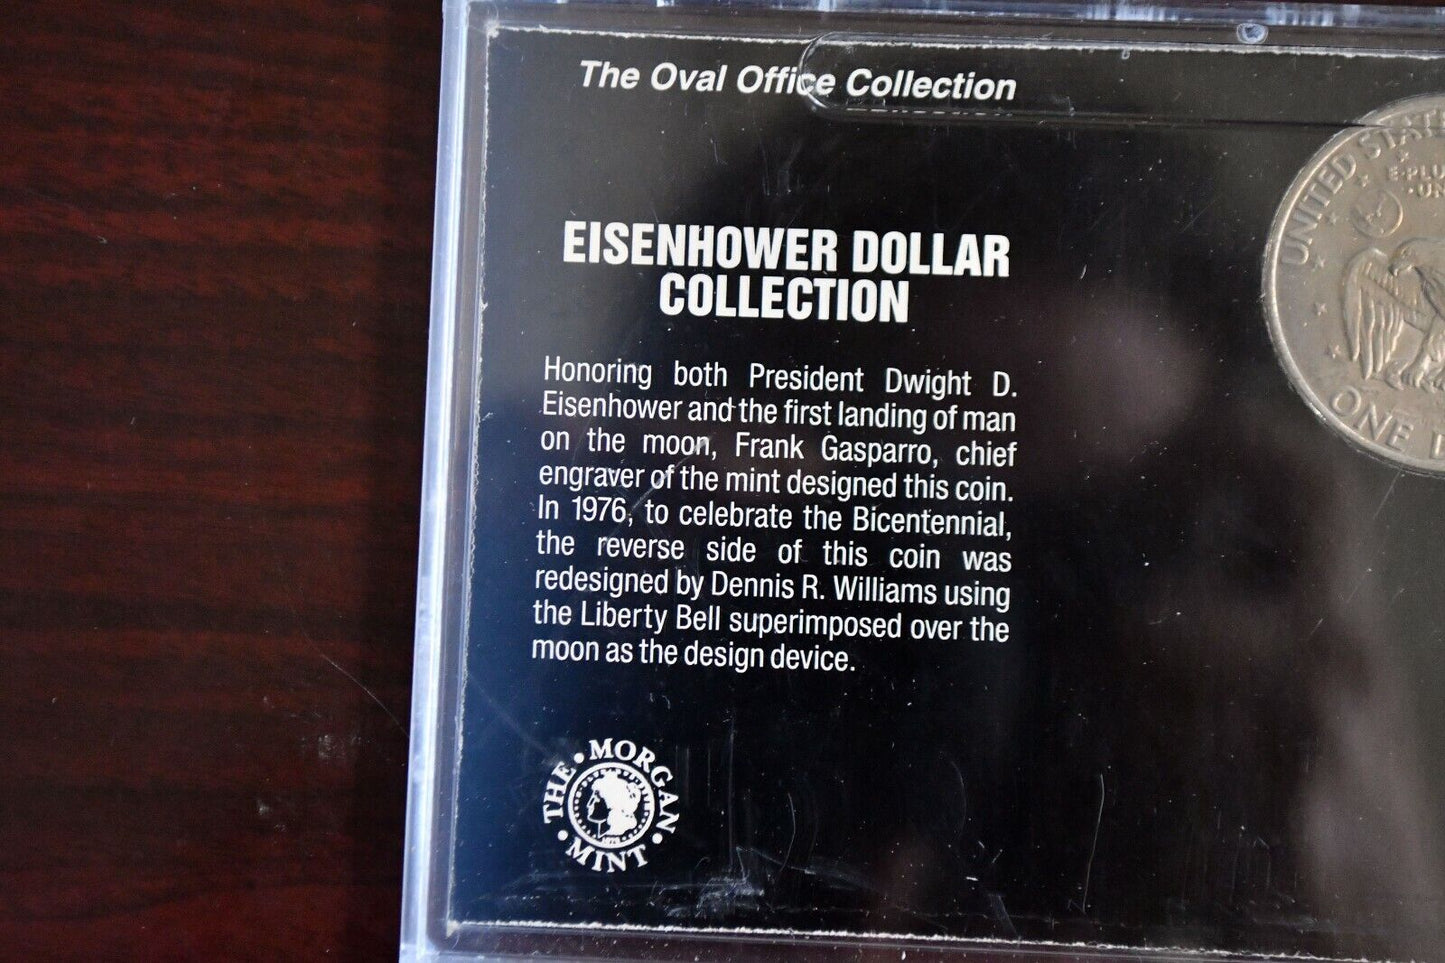 The Oval Office Collection
EISENHOWER DOLLAR
COLLECTION
Honoring both President Dwight D.
Eisenhower and the first landing of man
on the moon, Frank Gasparro, chief
engraver of the mint designed this coin.
In 1976, to celebrate the Bicentennial,
the reverse side of this coin was
redesigned by Dennis R. Williams using
the Liberty Bell superimposed over the
moon as the design device.
THE • MORGAN • MINT •
UNITED STAT
E·PLU
·UN
ONE